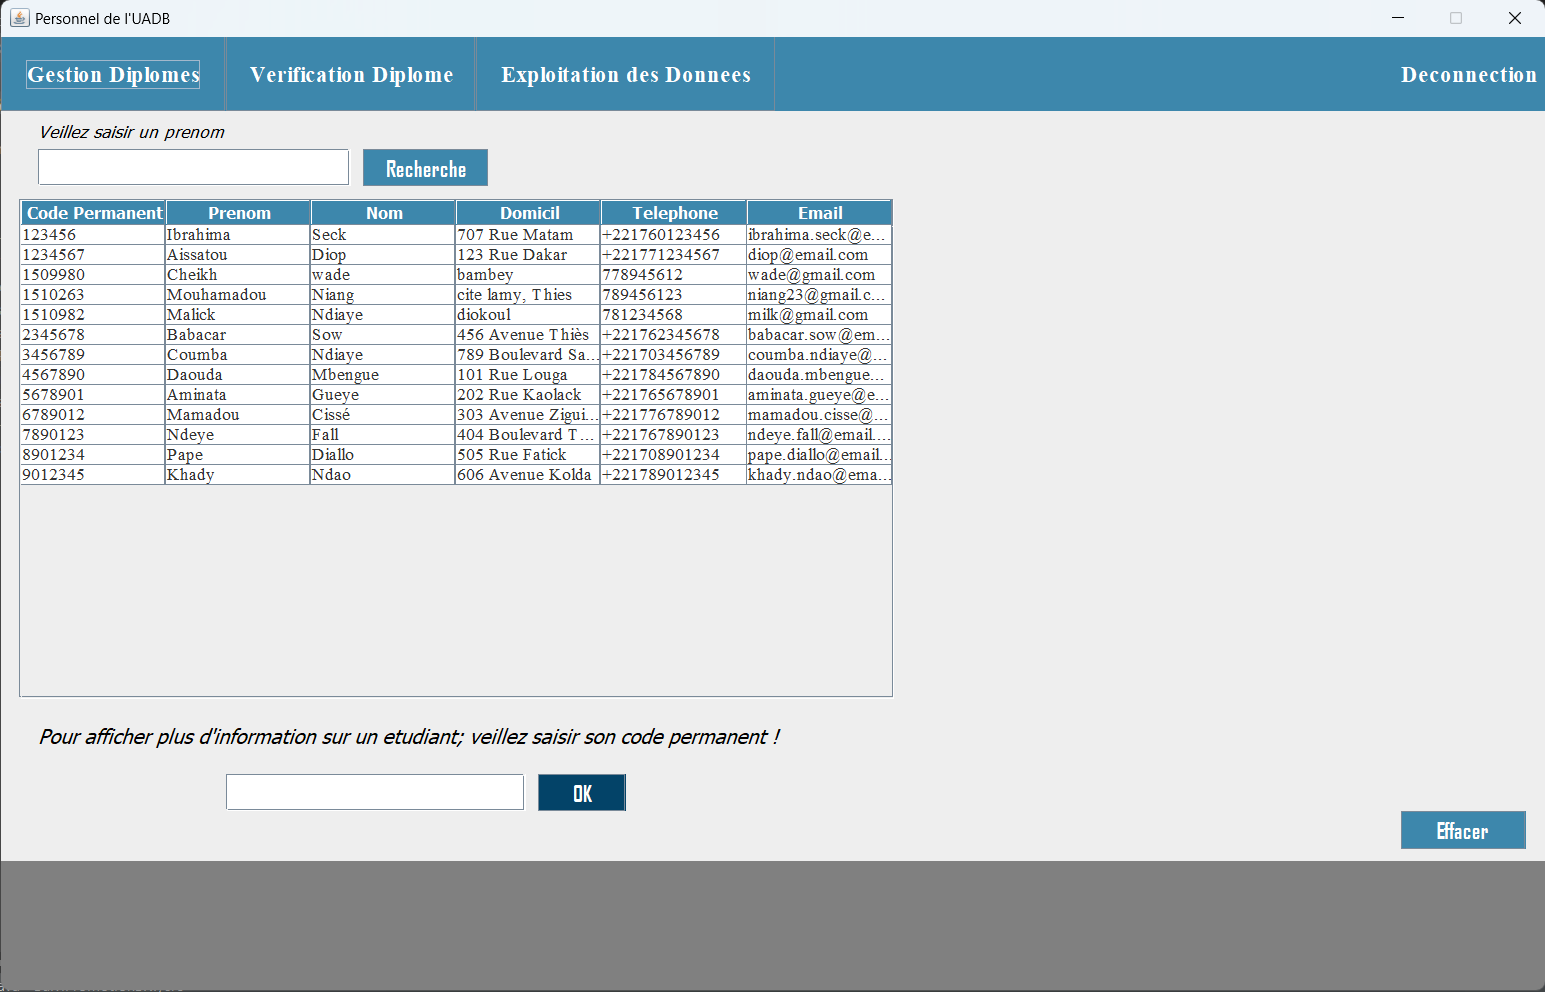 Personnel de l'UADB
Gestion Diplomes Verification Diplome Exploitation des Donnees Deconnection
Veillez saisir un prenom
Recherche
Code Permanent Prenom Nom Domicil Telephone Email
123456 Ibrahima Seck 707 Rue Matam +221760123456 ibrahima.seck@e...
1234567 Aissatou Diop 123 Rue Dakar +221771234567 diop@email.com
1509980 Cheikh wade bambey 778945612 wade@gmail.com
1510263 Mouhamadou Niang cite lamy, Thies 789456123 niang23@gmail.c...
1510982 Malick Ndiaye diokoul 781234568 milk@gmail.com
2345678 Babacar Sow 456 Avenue Thiès +221762345678 babacar.sow@em...
3456789 Coumba Ndiaye 789 Boulevard Sa... +221703456789 coumba.ndiaye@...
4567890 Daouda Mbengue 101 Rue Louga +221784567890 daouda.mbengue...
5678901 Aminata Gueye 202 Rue Kaolack +221765678901 aminata.gueye@e...
6789012 Mamadou Cissé 303 Avenue Zigui... +221776789012 mamadou.cisse@...
7890123 Ndeye Fall 404 Boulevard T... +221767890123 ndeye.fall@email....
8901234 Pape Diallo 505 Rue Fatick +221708901234 pape.diallo@email...
9012345 Khady Ndao 606 Avenue Kolda +221789012345 khady.ndao@ema...
Pour afficher plus d'information sur un etudiant; veillez saisir son code permanent !
OK
Effacer